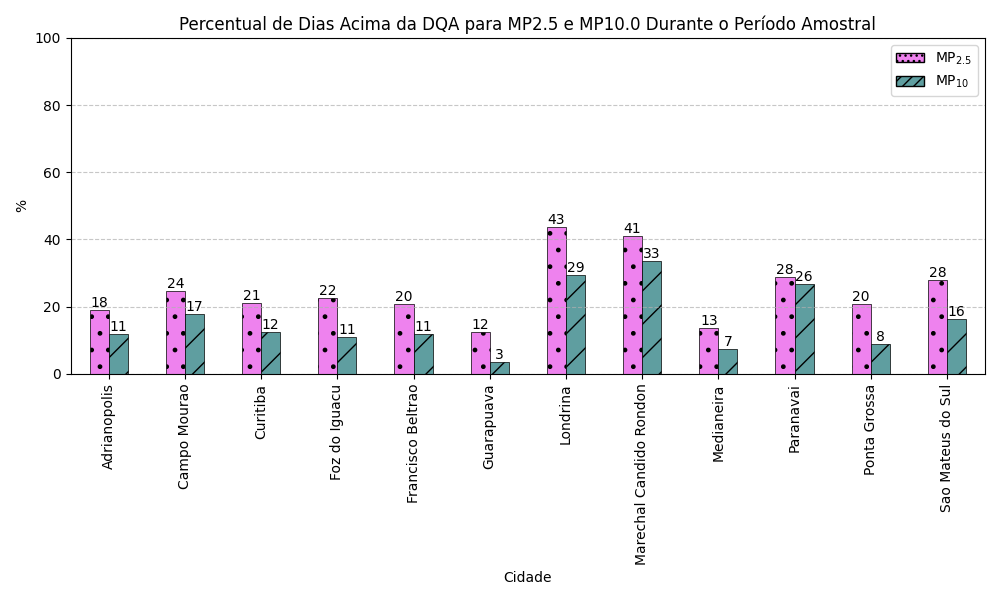 Percentual de Dias Acima da DQA para MP2.5 e MP10.0 Durante o Período Amostral
100
80
60
40
20
0
%
MP2.5
MP10
18 11 24 17 21 12 22 11 20 11 12 3 43 29 41 33 13 7 28 26 20 8 28 16
Adrianopolis
Campo Mourao
Curitiba
Foz do Iguacu
Francisco Beltrao
Guarapuava
Londrina
Marechal Candido Rondon
Medianeira
Paranavai
Ponta Grossa
Sao Mateus do Sul
Cidade